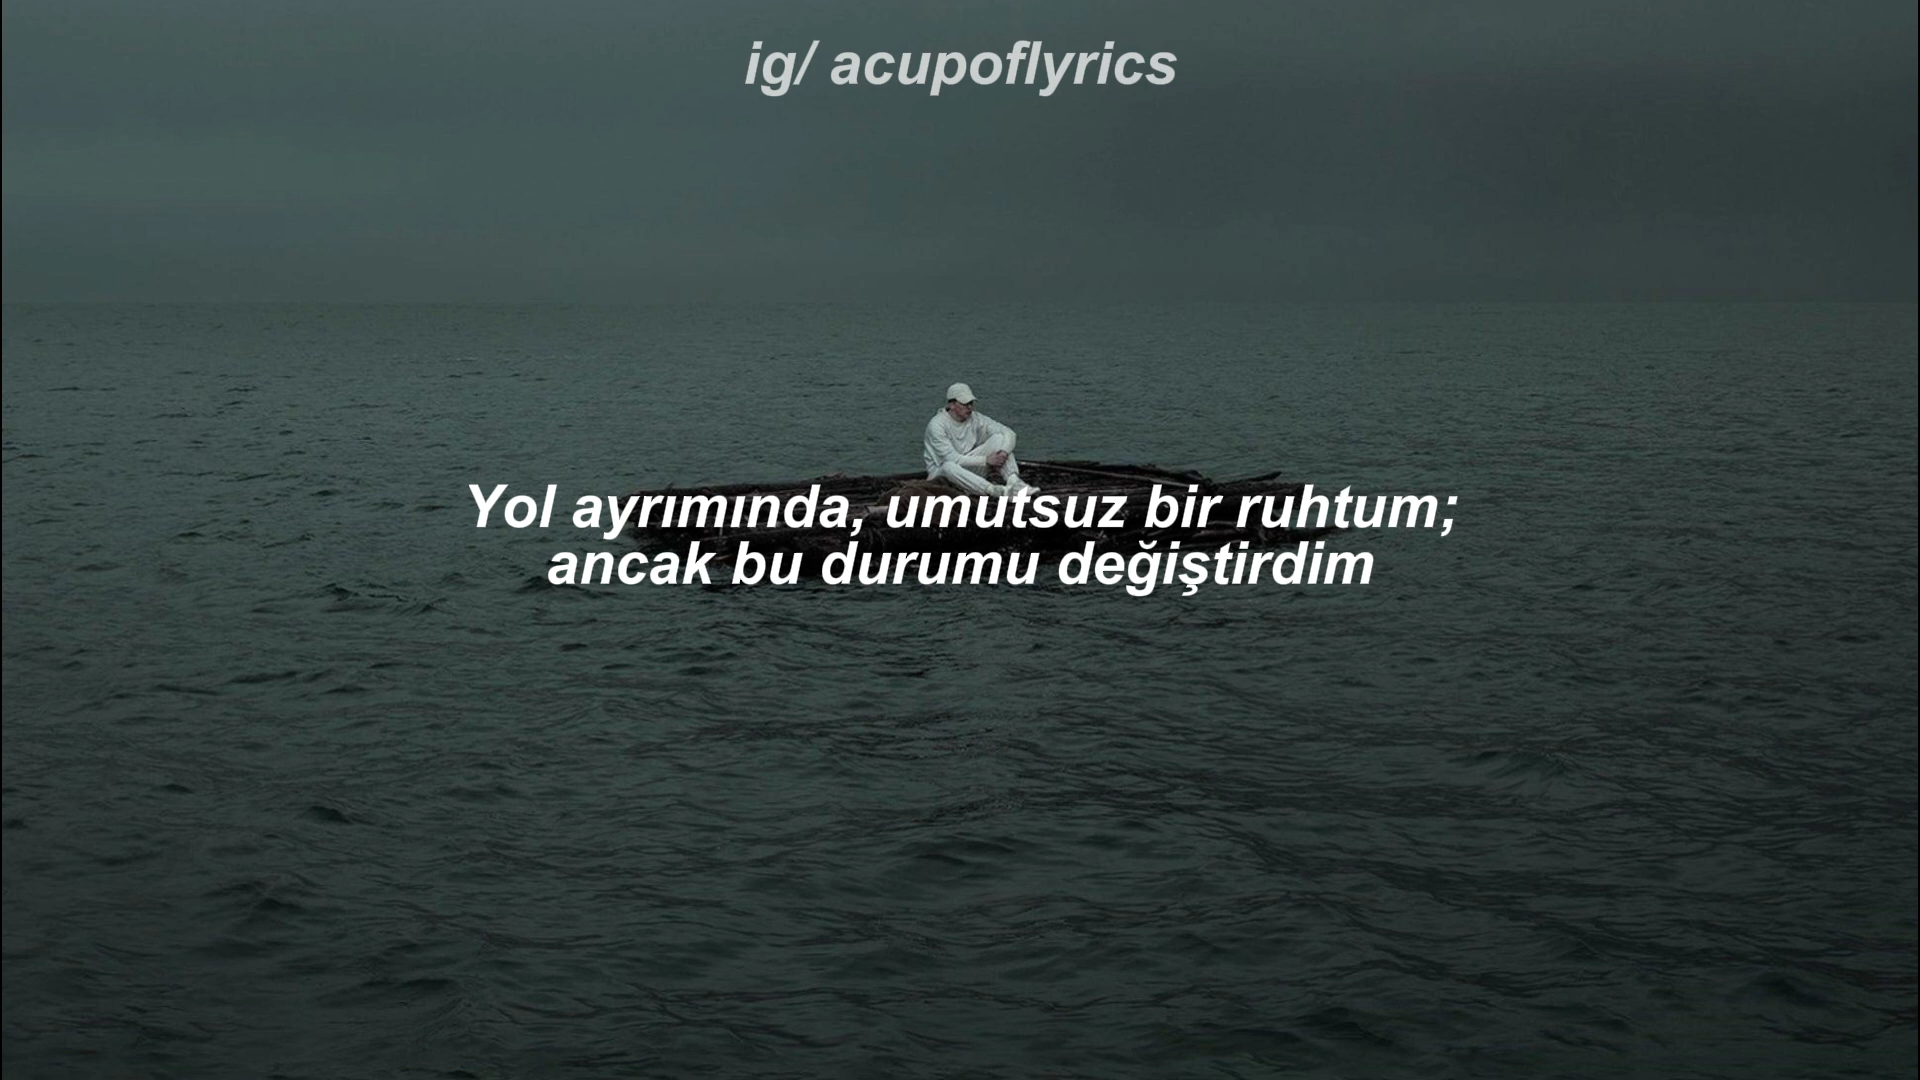 ig/ acupoflyrics
Yol ayrımında, umutsuz bir ruhtum;
ancak bu durumu değiştirdim